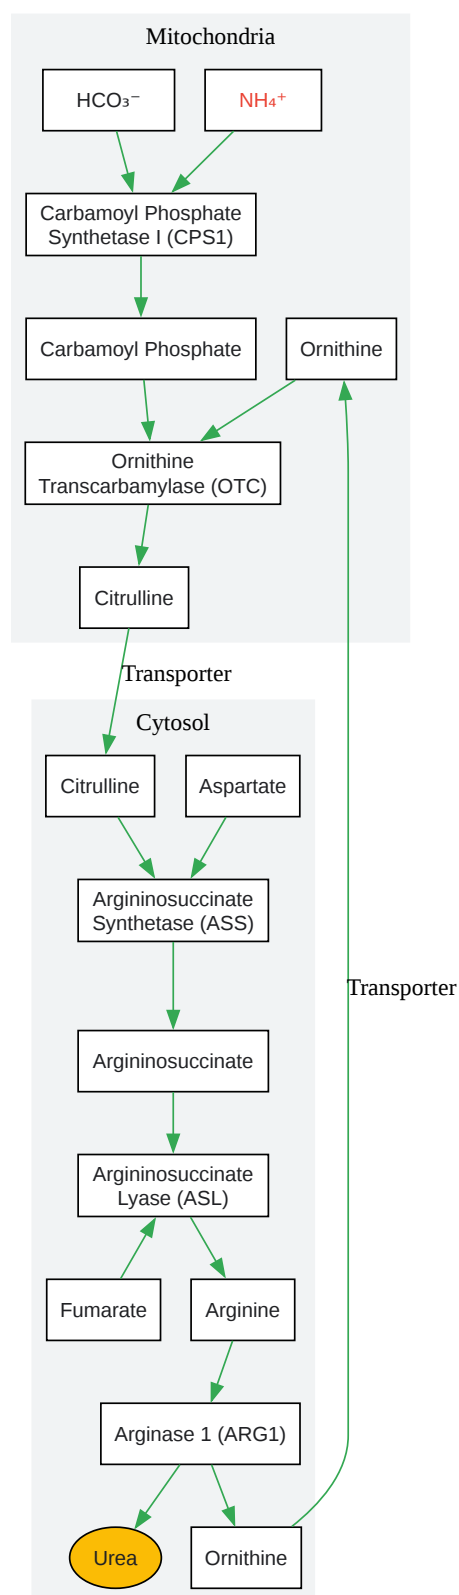 Mitochondria
HCO₃⁻
NH₄⁺
Carbamoyl Phosphate
Synthetase I (CPS1)
Carbamoyl Phosphate
Ornithine
Ornithine
Transcarbamylase (OTC)
Citrulline
Transporter
Cytosol
Citrulline
Aspartate
Argininosuccinate
Synthetase (ASS)
Transporter
Argininosuccinate
Argininosuccinate
Lyase (ASL)
Fumarate
Arginine
Arginase 1 (ARG1)
Urea
Ornithine